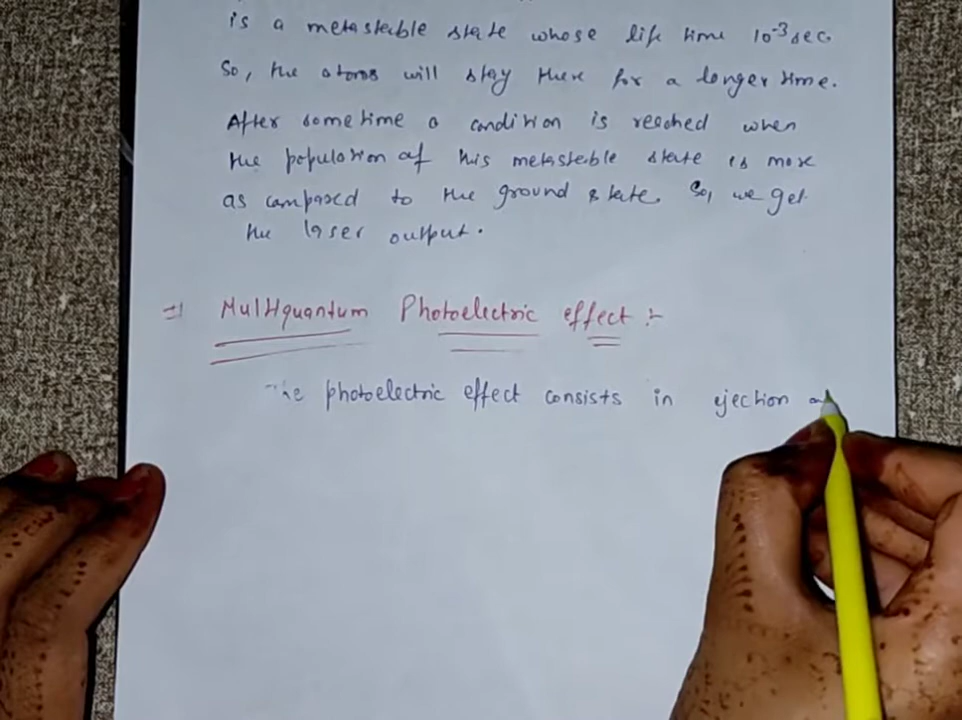 is a metastable state whose life time 10⁻³ sec.
So, the atoms will stay there for a longer time.
After sometime a condition is reached when
the population of this metastable state is more
as compared to the ground state. So, we get
the laser output.
⇒ Multiquantum Photoelectric effect :-
The photoelectric effect consists in ejection